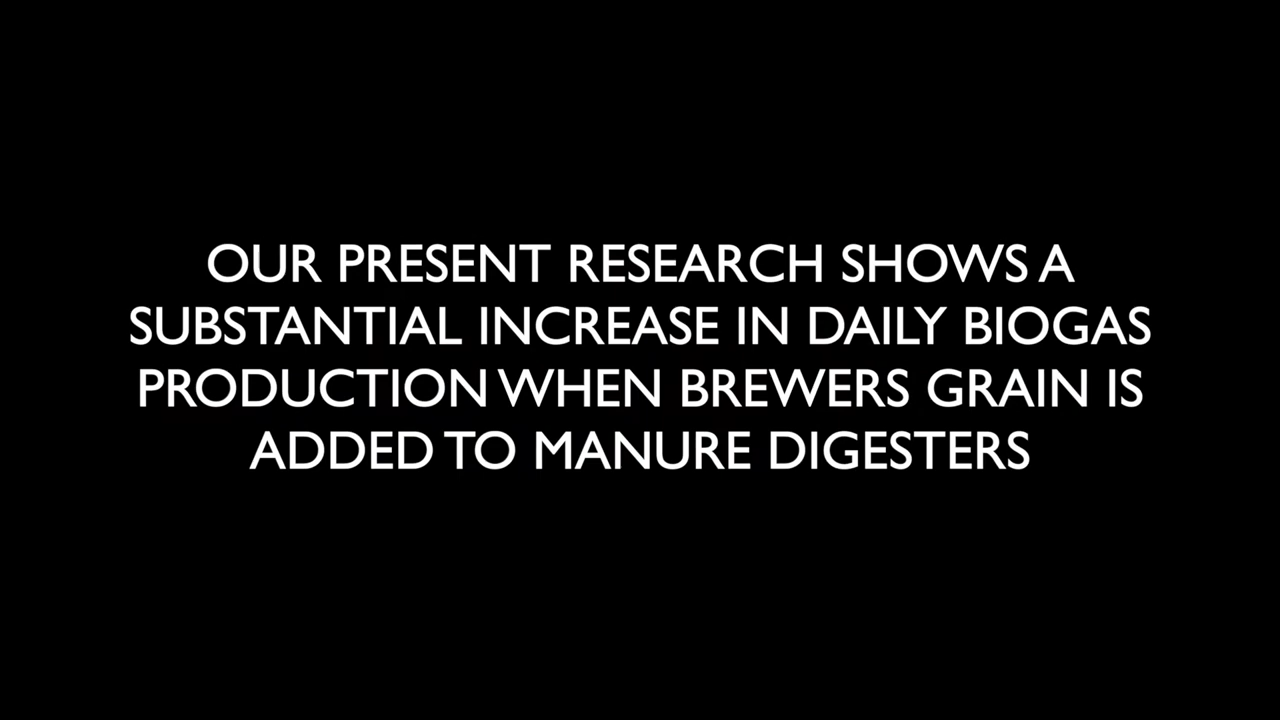 OUR PRESENT RESEARCH SHOWS A
SUBSTANTIAL INCREASE IN DAILY BIOGAS
PRODUCTION WHEN BREWERS GRAIN IS
ADDED TO MANURE DIGESTERS